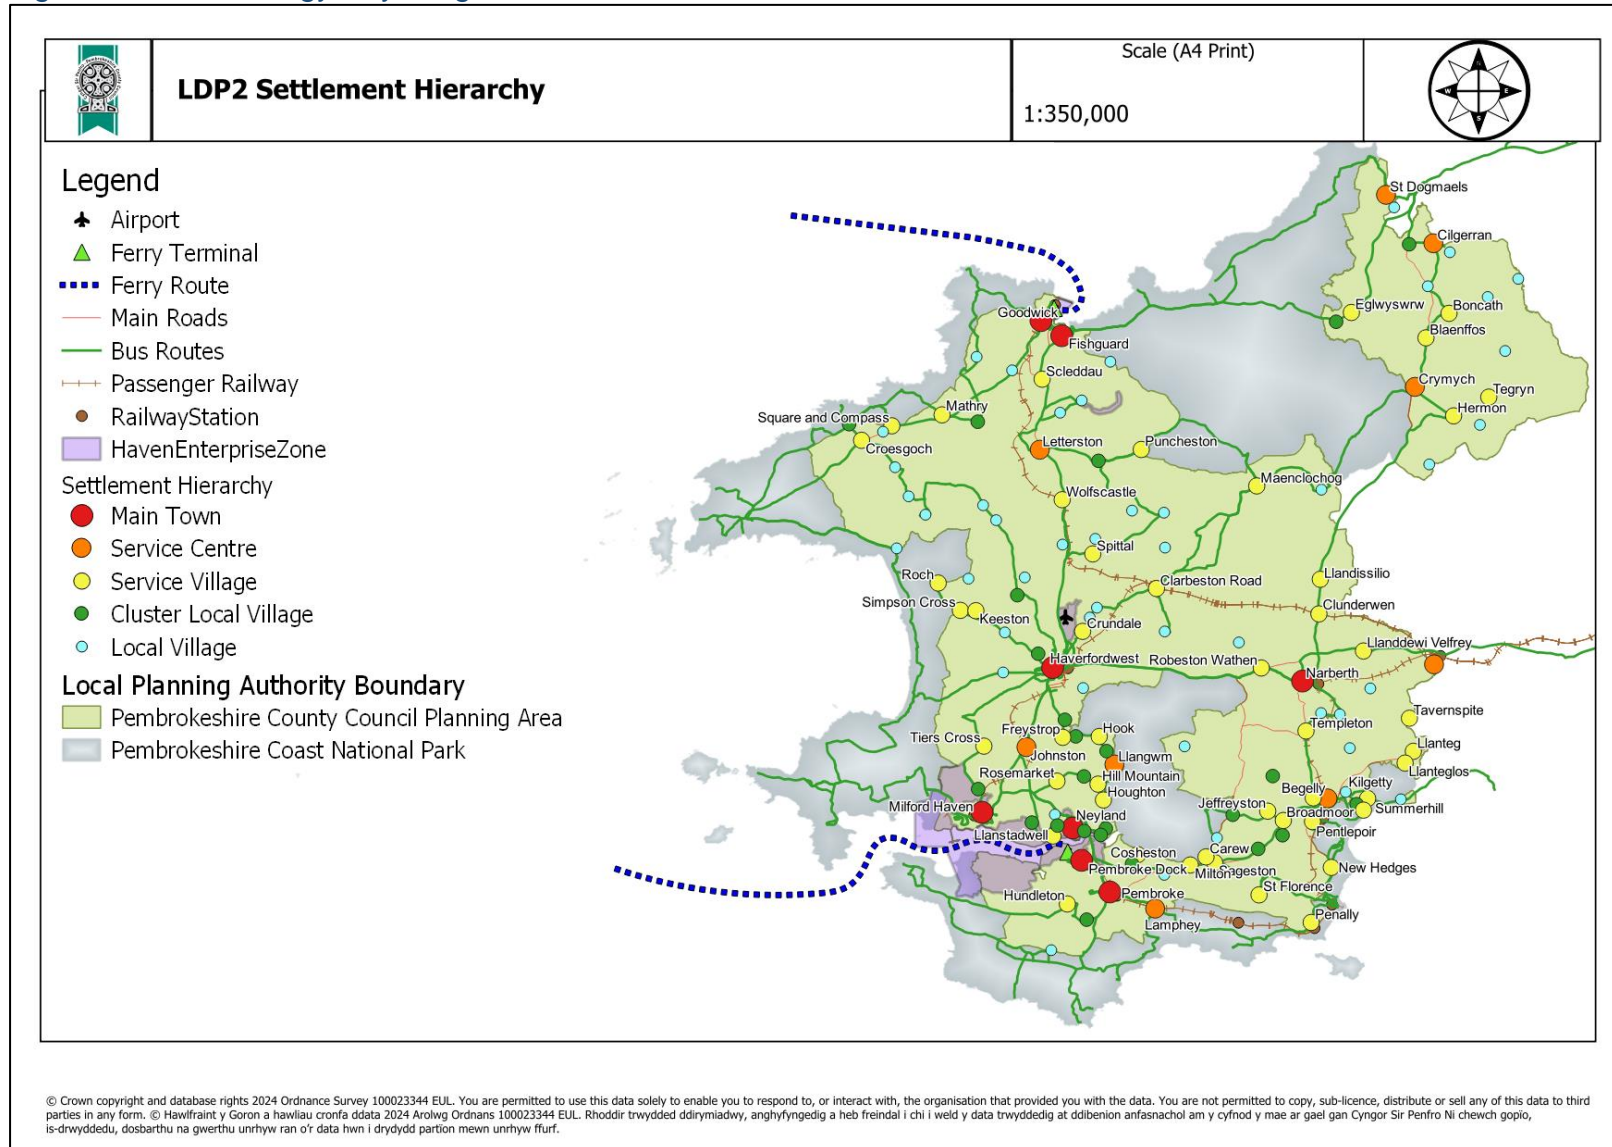 LDP2 Settlement Hierarchy
Scale (A4 Print)
1:350,000
Legend
Airport
Ferry Terminal
Ferry Route
Main Roads
Bus Routes
Passenger Railway
RailwayStation
HavenEnterpriseZone
Settlement Hierarchy
Main Town
Service Centre
Service Village
Cluster Local Village
Local Village
Local Planning Authority Boundary
Pembrokeshire County Council Planning Area
Pembrokeshire Coast National Park
St Dogmaels
Cilgerran
Eglwyswrw
Boncath
Blaenffos
Goodwick
Fishguard
Scleddau
Crymych
Tegryn
Hermon
Mathry
Square and Compass
Croesgoch
Letterston
Puncheston
Maenclochog
Wolfscastle
Spittal
Roch
Clarbeston Road
Llandissilio
Simpson Cross
Keeston
Clunderwen
Crundale
Llanddewi Velfrey
Haverfordwest
Robeston Wathen
Narberth
Tavernspite
Templeton
Freystrop
Hook
Tiers Cross
Johnston
Llangwm
Llanteg
Llanteglos
Rosemarket
Hill Mountain
Houghton
Begelly
Kilgetty
Milford Haven
Jeffreyston
Summerhill
Neyland
Broadmoor
Llanstadwell
Pentlepoir
Cosheston
Carew
Pembroke Dock
Milton
Sageston
New Hedges
Hundleton
Pembroke
St Florence
Lamphey
Penally
© Crown copyright and database rights 2024 Ordnance Survey 100023344 EUL. You are permitted to use this data solely to enable you to respond to, or interact with, the organisation that provided you with the data. You are not permitted to copy, sub-licence, distribute or sell any of this data to third
parties in any form. © Hawlfraint y Goron a hawliau cronfa ddata 2024 Arolwg Ordnans 100023344 EUL. Rhoddir trwydded ddirymiadwy, anghyfyngedig a heb freindal i chi i weld y data trwyddedig at ddibenion anfasnachol am y cyfnod y mae ar gael gan Cyngor Sir Penfro Ni chewch gopïo,
is-drwyddedu, dosbarthu na gwerthu unrhyw ran o'r data hwn i drydydd partïon mewn unrhyw ffurf.